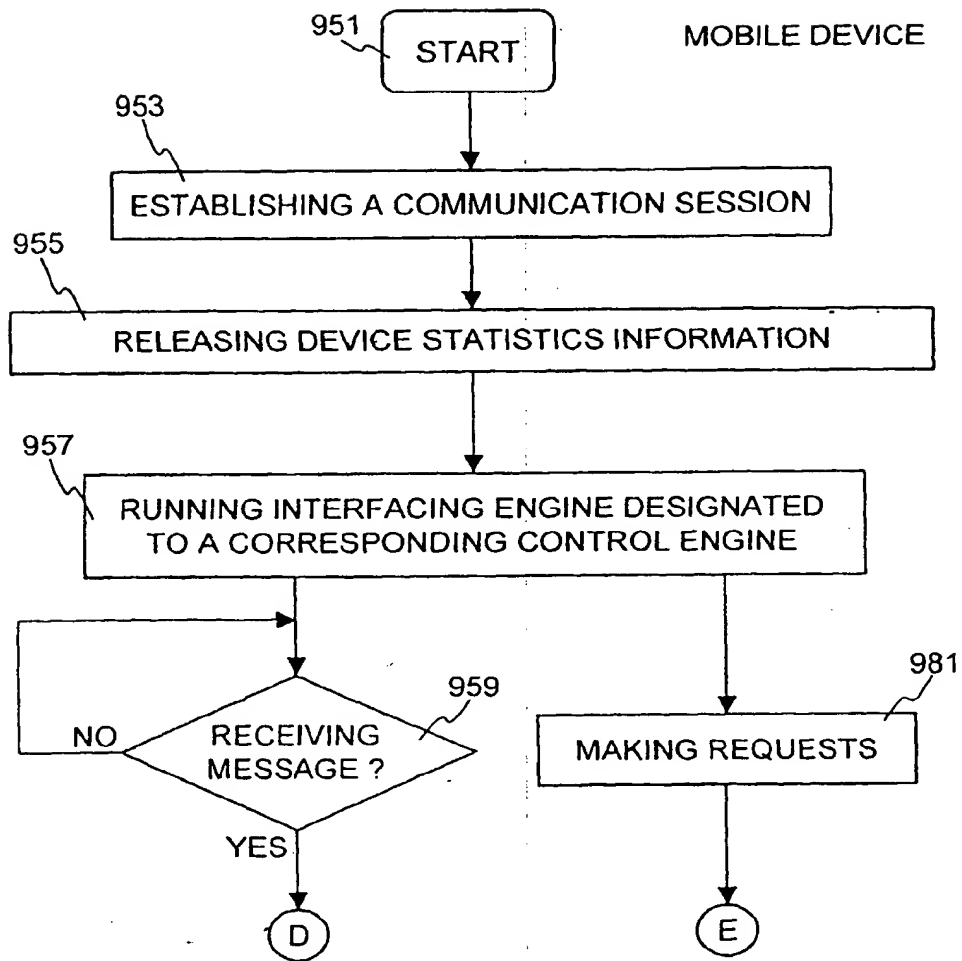 951
START
MOBILE DEVICE
953
ESTABLISHING A COMMUNICATION SESSION
955
RELEASING DEVICE STATISTICS INFORMATION
957
RUNNING INTERFACING ENGINE DESIGNATED
TO A CORRESPONDING CONTROL ENGINE
959
RECEIVING
MESSAGE ?
NO
YES
D
981
MAKING REQUESTS
E